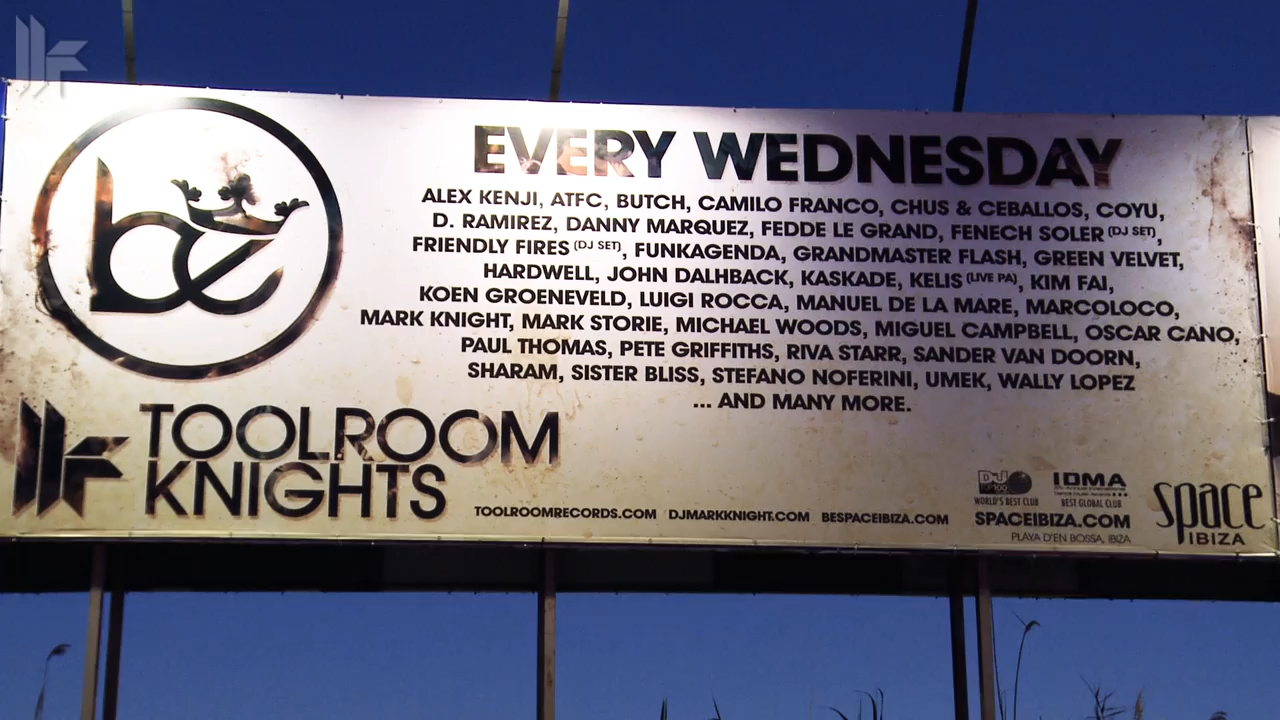 be
EVERY WEDNESDAY
ALEX KENJI, ATFC, BUTCH, CAMILO FRANCO, CHUS & CEBALLOS, COYU,
D. RAMIREZ, DANNY MARQUEZ, FEDDE LE GRAND, FENECH SOLER (DJ SET),
FRIENDLY FIRES (DJ SET), FUNKAGENDA, GRANDMASTER FLASH, GREEN VELVET,
HARDWELL, JOHN DALHBACK, KASKADE, KELIS (LIVE PA), KIM FAI,
KOEN GROENEVELD, LUIGI ROCCA, MANUEL DE LA MARE, MARCOLOCO,
MARK KNIGHT, MARK STORIE, MICHAEL WOODS, MIGUEL CAMPBELL, OSCAR CANO,
PAUL THOMAS, PETE GRIFFITHS, RIVA STARR, SANDER VAN DOORN,
SHARAM, SISTER BLISS, STEFANO NOFERINI, UMEK, WALLY LOPEZ
... AND MANY MORE.
TOOLROOM
KNIGHTS
TOOLROOMRECORDS.COM DJMARKKNIGHT.COM BESPACEIBIZA.COM
DJ
WORLD'S BEST CLUB
IDMA
BEST GLOBAL CLUB
SPACEIBIZA.COM
PLAYA D'EN BOSSA, IBIZA
space
IBIZA